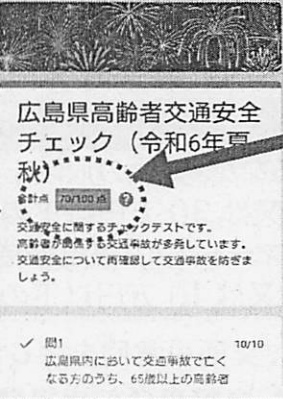 広島県高齢者交通安全
チェック（令和6年夏
秋）
合計点 70/100 点 ?
交通安全に関するチェックテストです。
高齢者が関係する交通事故が多発しています。
交通安全について再確認して交通事故を防ぎま
しょう。
✓ 問1 10/10
広島県内において交通事故で亡く
なる方のうち、65歳以上の高齢者